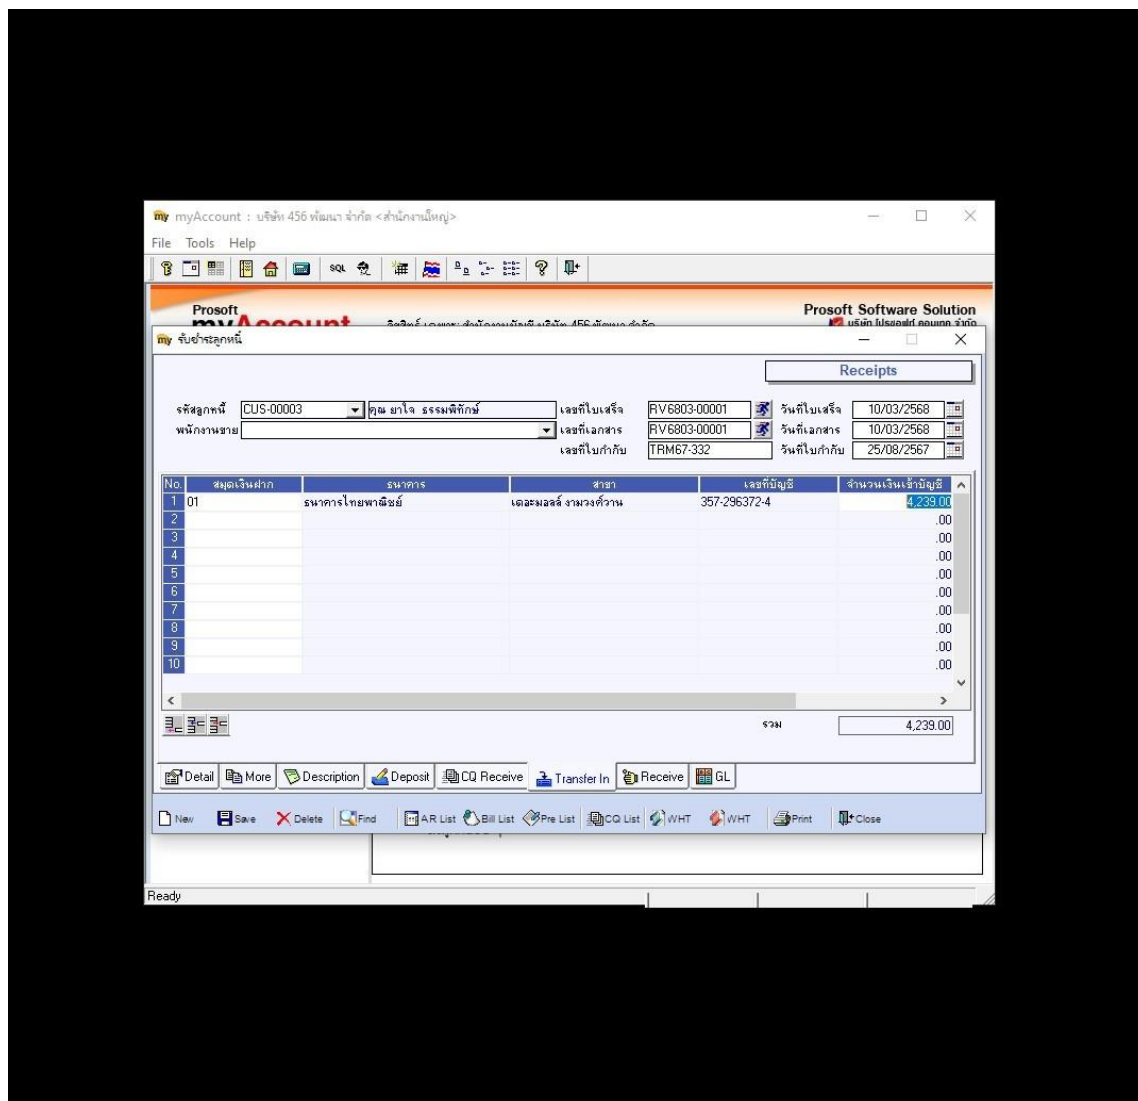 my myAccount : บริษัท 456 พัฒนา จำกัด <สำนักงานใหญ่>
File Tools Help
SQL
Prosoft
Prosoft Software Solution
myAccount
my รับชำระลูกหนี้
Receipts
รหัสลูกหนี้ CUS-00003 คุณ ยาใจ ธรรมพิทักษ์ เลขที่ใบเสร็จ RV6803-00001 วันที่ใบเสร็จ 10/03/2568
พนักงานขาย เลขที่เอกสาร RV6803-00001 วันที่เอกสาร 10/03/2568
เลขที่ใบกำกับ TRM67-332 วันที่ใบกำกับ 25/08/2567
No. สมุดเงินฝาก ธนาคาร สาขา เลขที่บัญชี จำนวนเงินเข้าบัญชี
1 01 ธนาคารไทยพาณิชย์ เดอะมอลล์ งามวงศ์วาน 357-296372-4 4,239.00
2 .00
3 .00
4 .00
5 .00
6 .00
7 .00
8 .00
9 .00
10 .00
รวม 4,239.00
Detail More Description Deposit CQ Receive Transfer In Receive GL
New Save Delete Find AR List Bill List Pre List CQ List WHT WHT Print Close
Ready